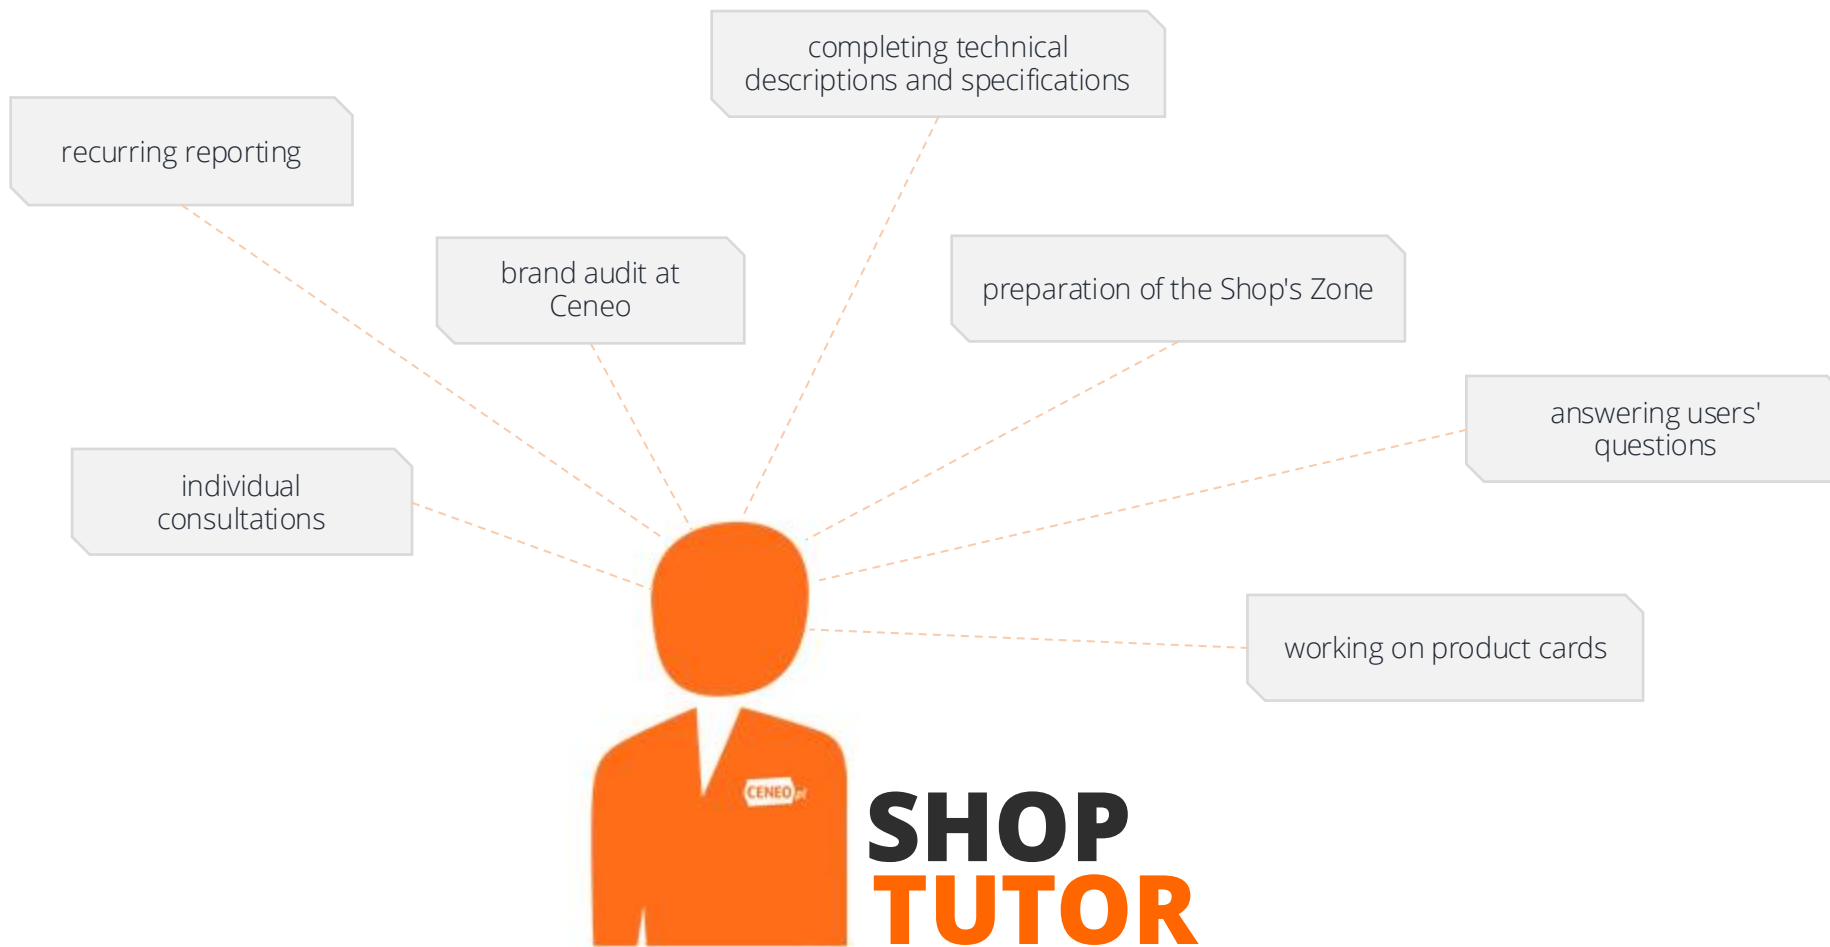 completing technical
descriptions and specifications
recurring reporting
brand audit at
Ceneo
preparation of the Shop's Zone
answering users'
questions
individual
consultations
working on product cards
CENEO.pl
SHOP
TUTOR